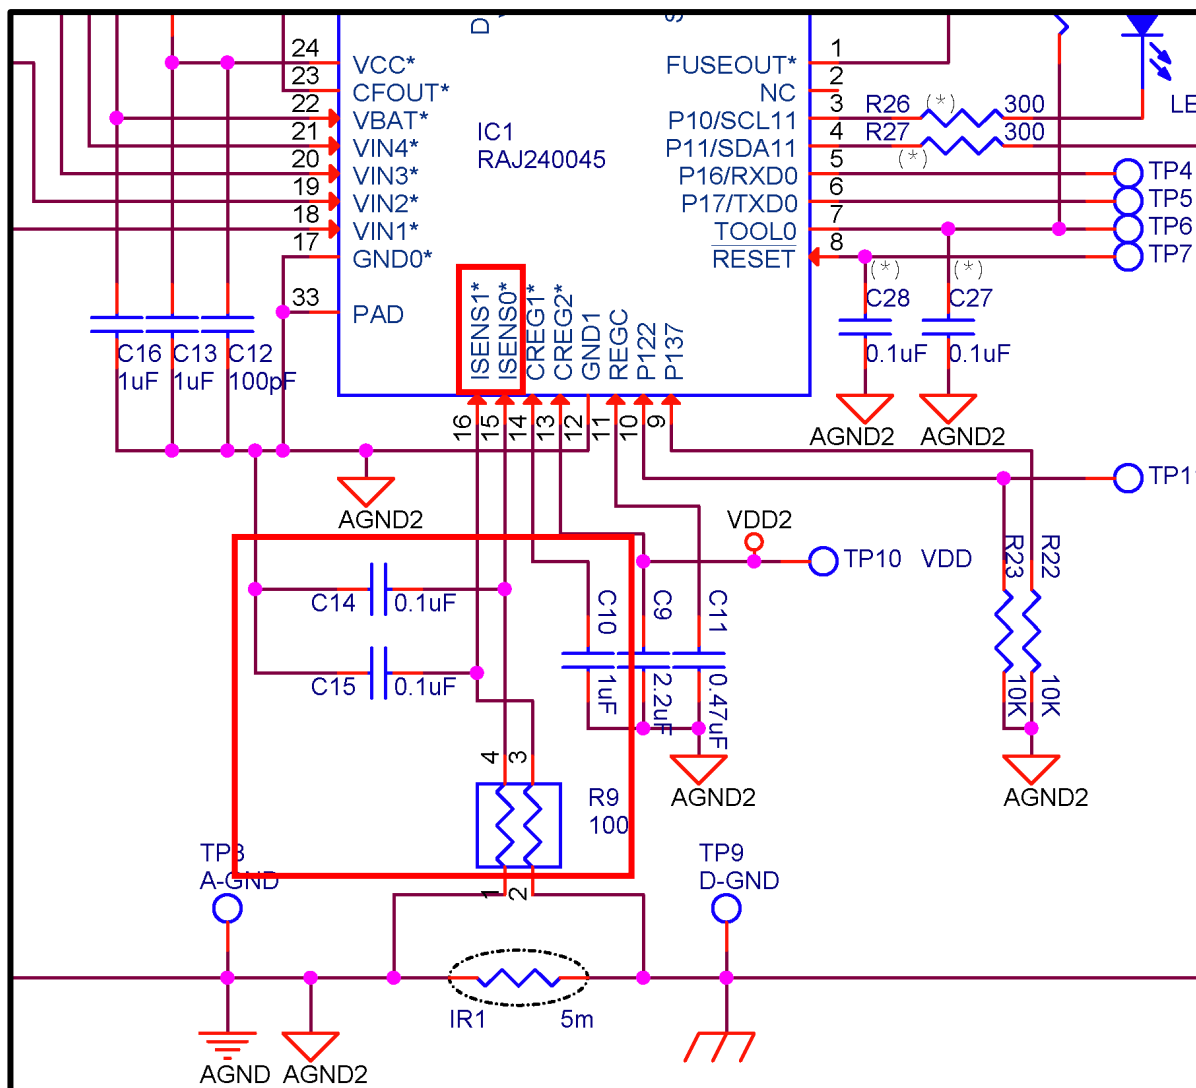 D
S
24
VCC*
23
CFOUT*
22
VBAT*
21
VIN4*
20
VIN3*
19
VIN2*
18
VIN1*
17
GND0*
33
PAD
IC1
RAJ240045
FUSEOUT*
1
NC
2
P10/SCL11
3
P11/SDA11
4
P16/RXD0
5
P17/TXD0
6
TOOL0
7
RESET
8
R26
(*)
300
R27
(*)
300
LE
TP4
TP5
TP6
TP7
(*)
C28
0.1uF
(*)
C27
0.1uF
AGND2
AGND2
C16
1uF
C13
1uF
C12
100pF
ISENS1*
ISENS0*
CREG1*
CREG2*
GND1
REGC
P122
P137
16
15
14
13
12
11
10
9
AGND2
TP11
VDD2
TP10
VDD
R23
10K
R22
10K
C14
0.1uF
C15
0.1uF
C10
1uF
C9
2.2uF
C11
0.47uF
AGND2
AGND2
4
3
R9
100
1
2
TP3
A-GND
TP9
D-GND
IR1
5m
AGND
AGND2